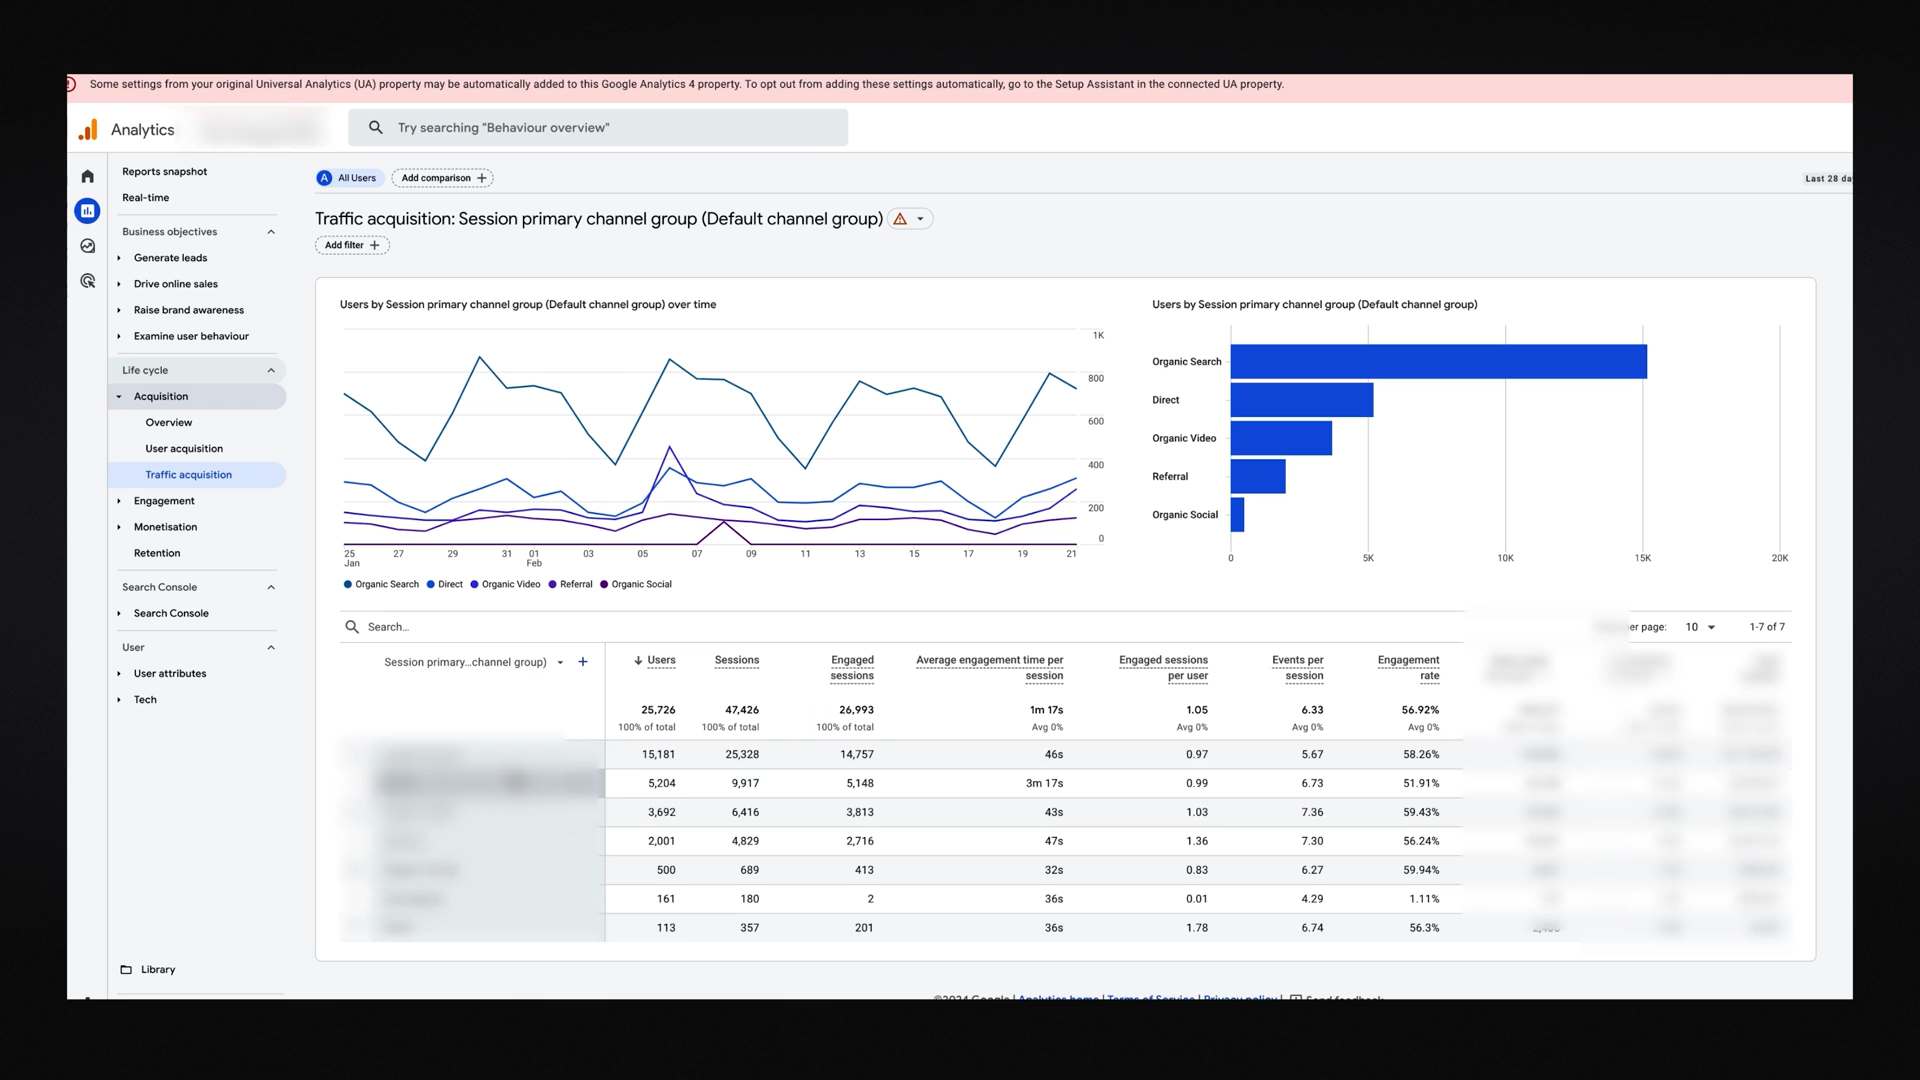 Some settings from your original Universal Analytics (UA) property may be automatically added to this Google Analytics 4 property. To opt out from adding these settings automatically, go to the Setup Assistant in the connected UA property.
Analytics
Try searching "Behaviour overview"
Reports snapshot
Real-time
Business objectives
Generate leads
Drive online sales
Raise brand awareness
Examine user behaviour
Life cycle
Acquisition
Overview
User acquisition
Traffic acquisition
Engagement
Monetisation
Retention
Search Console
Search Console
User
User attributes
Tech
Library
A All Users Add comparison +
Last 28
Traffic acquisition: Session primary channel group (Default channel group)
Add filter +
Users by Session primary channel group (Default channel group) over time
1K
800
600
400
200
0
25 27 29 31 01 03 05 07 09 11 13 15 17 19 21
Jan Feb
Organic Search Direct Organic Video Referral Organic Social
Users by Session primary channel group (Default channel group)
Organic Search
Direct
Organic Video
Referral
Organic Social
0 5K 10K 15K 20K
Search...
per page: 10 1-7 of 7
Session primary...channel group) +
Users Sessions Engaged sessions Average engagement time per session Engaged sessions per user Events per session Engagement rate
25,726 47,426 26,993 1m 17s 1.05 6.33 56.92%
100% of total 100% of total 100% of total Avg 0% Avg 0% Avg 0% Avg 0%
15,181 25,328 14,757 46s 0.97 5.67 58.26%
5,204 9,917 5,148 3m 17s 0.99 6.73 51.91%
3,692 6,416 3,813 43s 1.03 7.36 59.43%
2,001 4,829 2,716 47s 1.36 7.30 56.24%
500 689 413 32s 0.83 6.27 59.94%
161 180 2 36s 0.01 4.29 1.11%
113 357 201 36s 1.78 6.74 56.3%
©2024 Google | Analytics home | Terms of Service | Privacy policy | Send feedback